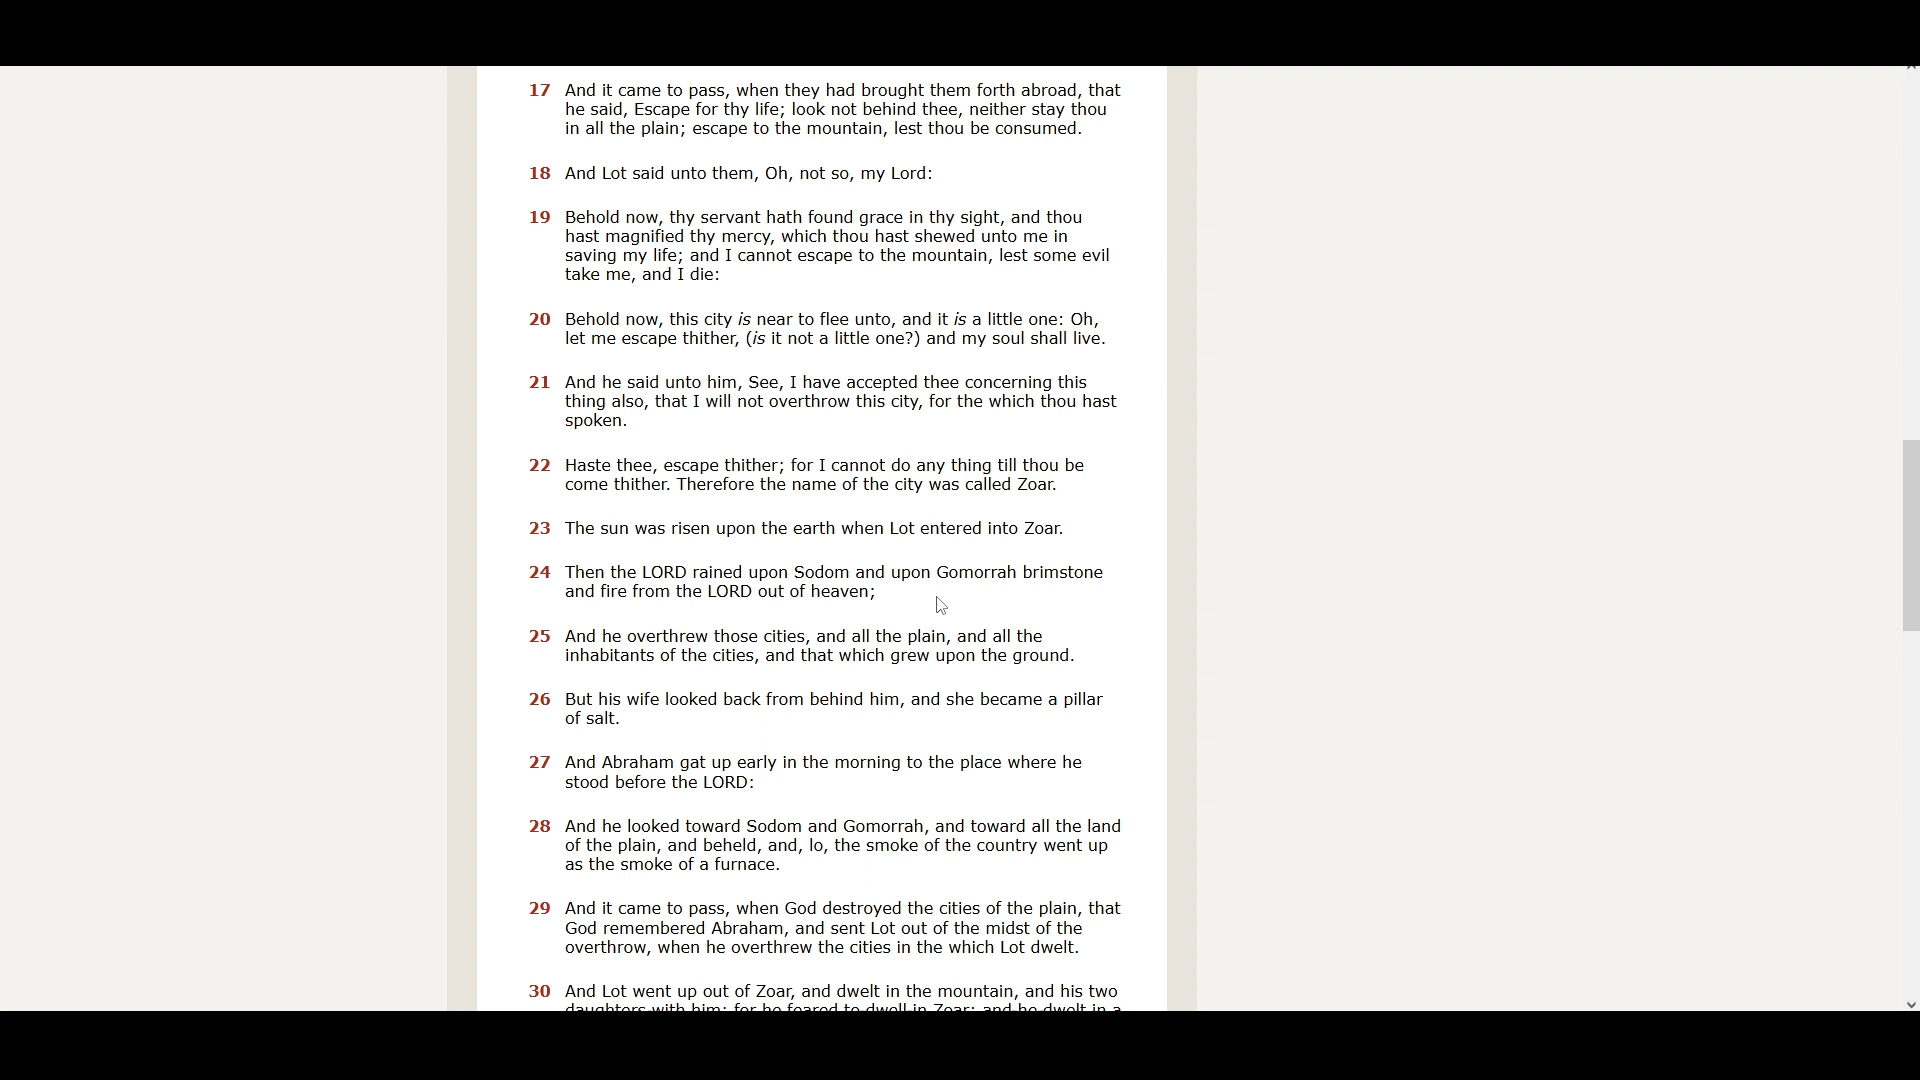 17 And it came to pass, when they had brought them forth abroad, that
he said, Escape for thy life; look not behind thee, neither stay thou
in all the plain; escape to the mountain, lest thou be consumed.
18 And Lot said unto them, Oh, not so, my Lord:
19 Behold now, thy servant hath found grace in thy sight, and thou
hast magnified thy mercy, which thou hast shewed unto me in
saving my life; and I cannot escape to the mountain, lest some evil
take me, and I die:
20 Behold now, this city is near to flee unto, and it is a little one: Oh,
let me escape thither, (is it not a little one?) and my soul shall live.
21 And he said unto him, See, I have accepted thee concerning this
thing also, that I will not overthrow this city, for the which thou hast
spoken.
22 Haste thee, escape thither; for I cannot do any thing till thou be
come thither. Therefore the name of the city was called Zoar.
23 The sun was risen upon the earth when Lot entered into Zoar.
24 Then the LORD rained upon Sodom and upon Gomorrah brimstone
and fire from the LORD out of heaven;
25 And he overthrew those cities, and all the plain, and all the
inhabitants of the cities, and that which grew upon the ground.
26 But his wife looked back from behind him, and she became a pillar
of salt.
27 And Abraham gat up early in the morning to the place where he
stood before the LORD:
28 And he looked toward Sodom and Gomorrah, and toward all the land
of the plain, and beheld, and, lo, the smoke of the country went up
as the smoke of a furnace.
29 And it came to pass, when God destroyed the cities of the plain, that
God remembered Abraham, and sent Lot out of the midst of the
overthrow, when he overthrew the cities in the which Lot dwelt.
30 And Lot went up out of Zoar, and dwelt in the mountain, and his two
daughters with him; for he feared to dwell in Zoar: and he dwelt in a